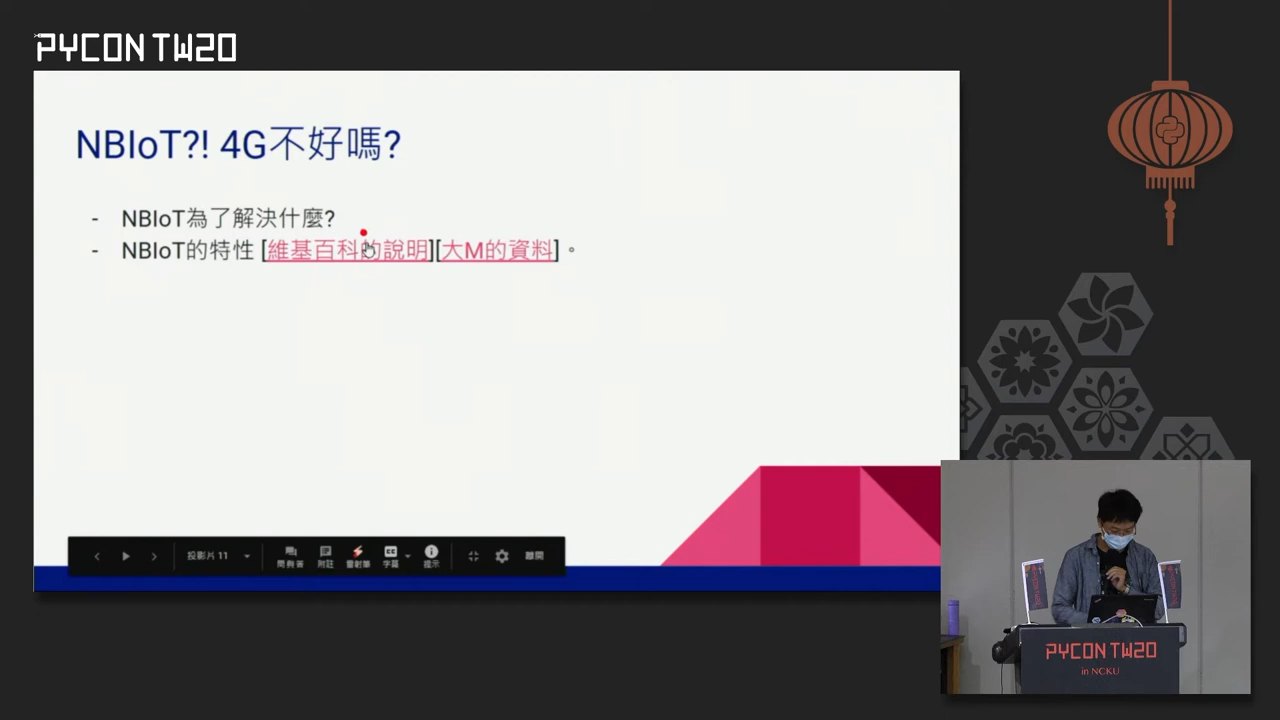 PYCON TW20
NBIoT?! 4G不好嗎?
- NBIoT為了解決什麼?
- NBIoT的特性 [維基百科的說明][大M的資料]。
投影片 11
問與答
附註
雷射筆
字幕
提示
離開
PYCON TW20
in NCKU